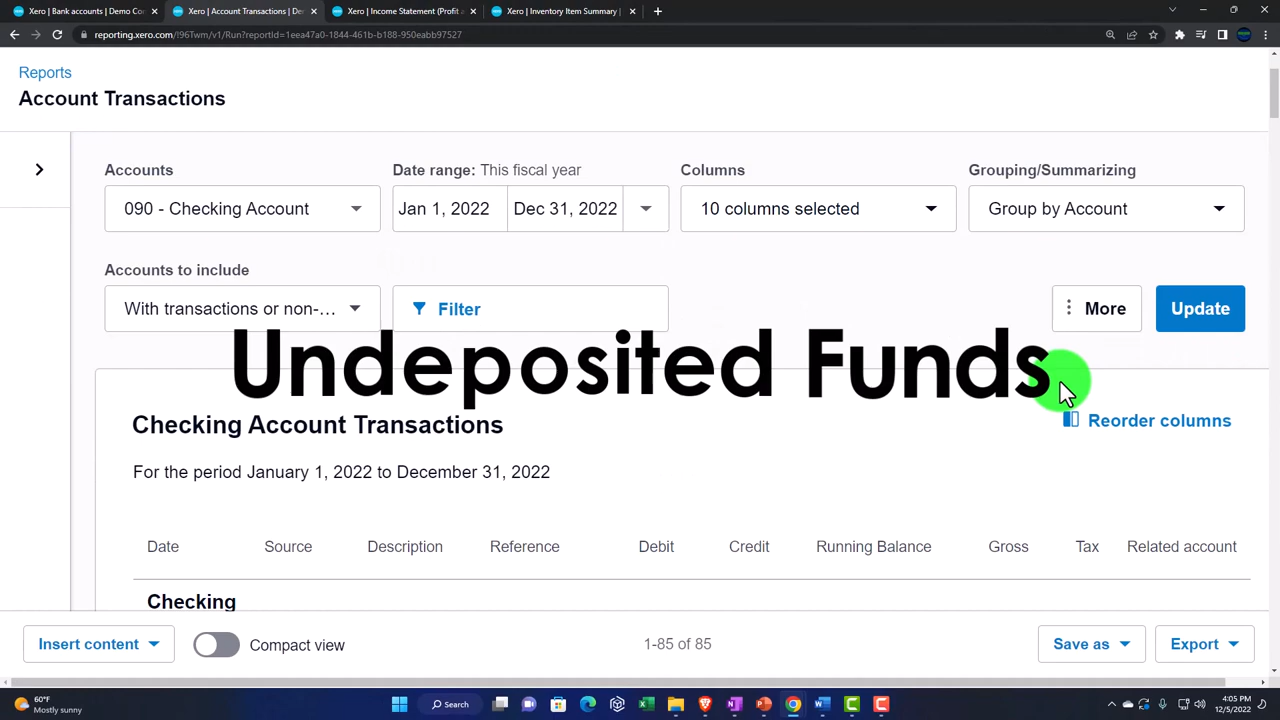 Xero | Bank accounts | Demo Co
Xero | Account Transactions | De
Xero | Income Statement (Profit a
Xero | Inventory Item Summary |
reporting.xero.com/!96Twm/v1/Run?reportId=1eea47a0-1844-461b-b188-950eabb97527
Reports
Account Transactions
Accounts
Date range: This fiscal year
Columns
Grouping/Summarizing
090 - Checking Account
Jan 1, 2022
Dec 31, 2022
10 columns selected
Group by Account
Accounts to include
With transactions or non-...
Filter
More
Update
Undeposited Funds
Checking Account Transactions
Reorder columns
For the period January 1, 2022 to December 31, 2022
Date Source Description Reference Debit Credit Running Balance Gross Tax Related account
Checking
Insert content
Compact view
1-85 of 85
Save as
Export
60°F
Mostly sunny
Search
10:05 AM
12/5/2022